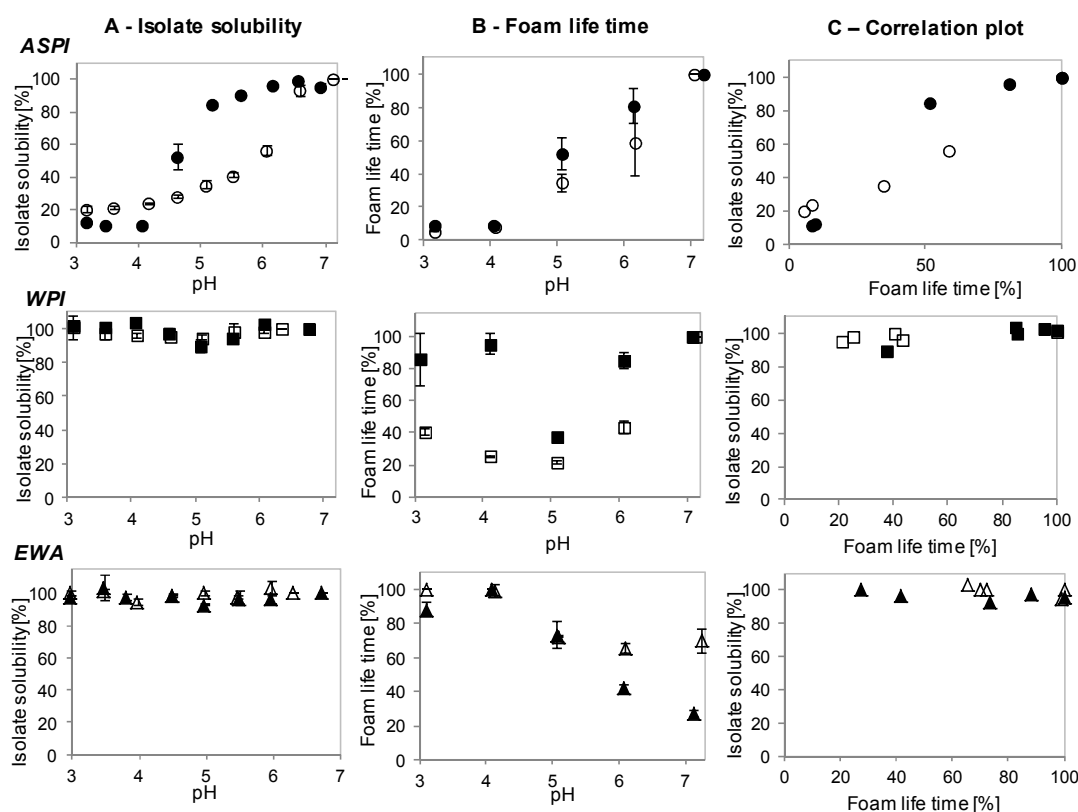 A - Isolate solubility
B - Foam life time
C – Correlation plot
ASPI
Isolate solubility [%]
100
80
60
40
20
0
3 4 5 6 7
pH
Foam life time [%]
100
80
60
40
20
0
3 4 5 6 7
pH
Isolate solubility [%]
100
80
60
40
20
0
0 50 100
Foam life time [%]
WPI
Isolate solubility [%]
100
80
60
40
20
0
3 4 5 6 7
pH
Foam life time [%]
100
80
60
40
20
0
3 4 5 6 7
pH
Isolate solubility [%]
100
80
60
40
20
0
0 20 40 60 80 100
Foam life time [%]
EWA
Isolate solubility [%]
100
80
60
40
20
0
3 4 5 6 7
pH
Foam life time [%]
100
80
60
40
20
0
3 4 5 6 7
pH
Isolate solubility [%]
100
80
60
40
20
0
0 20 40 60 80 100
Foam life time [%]